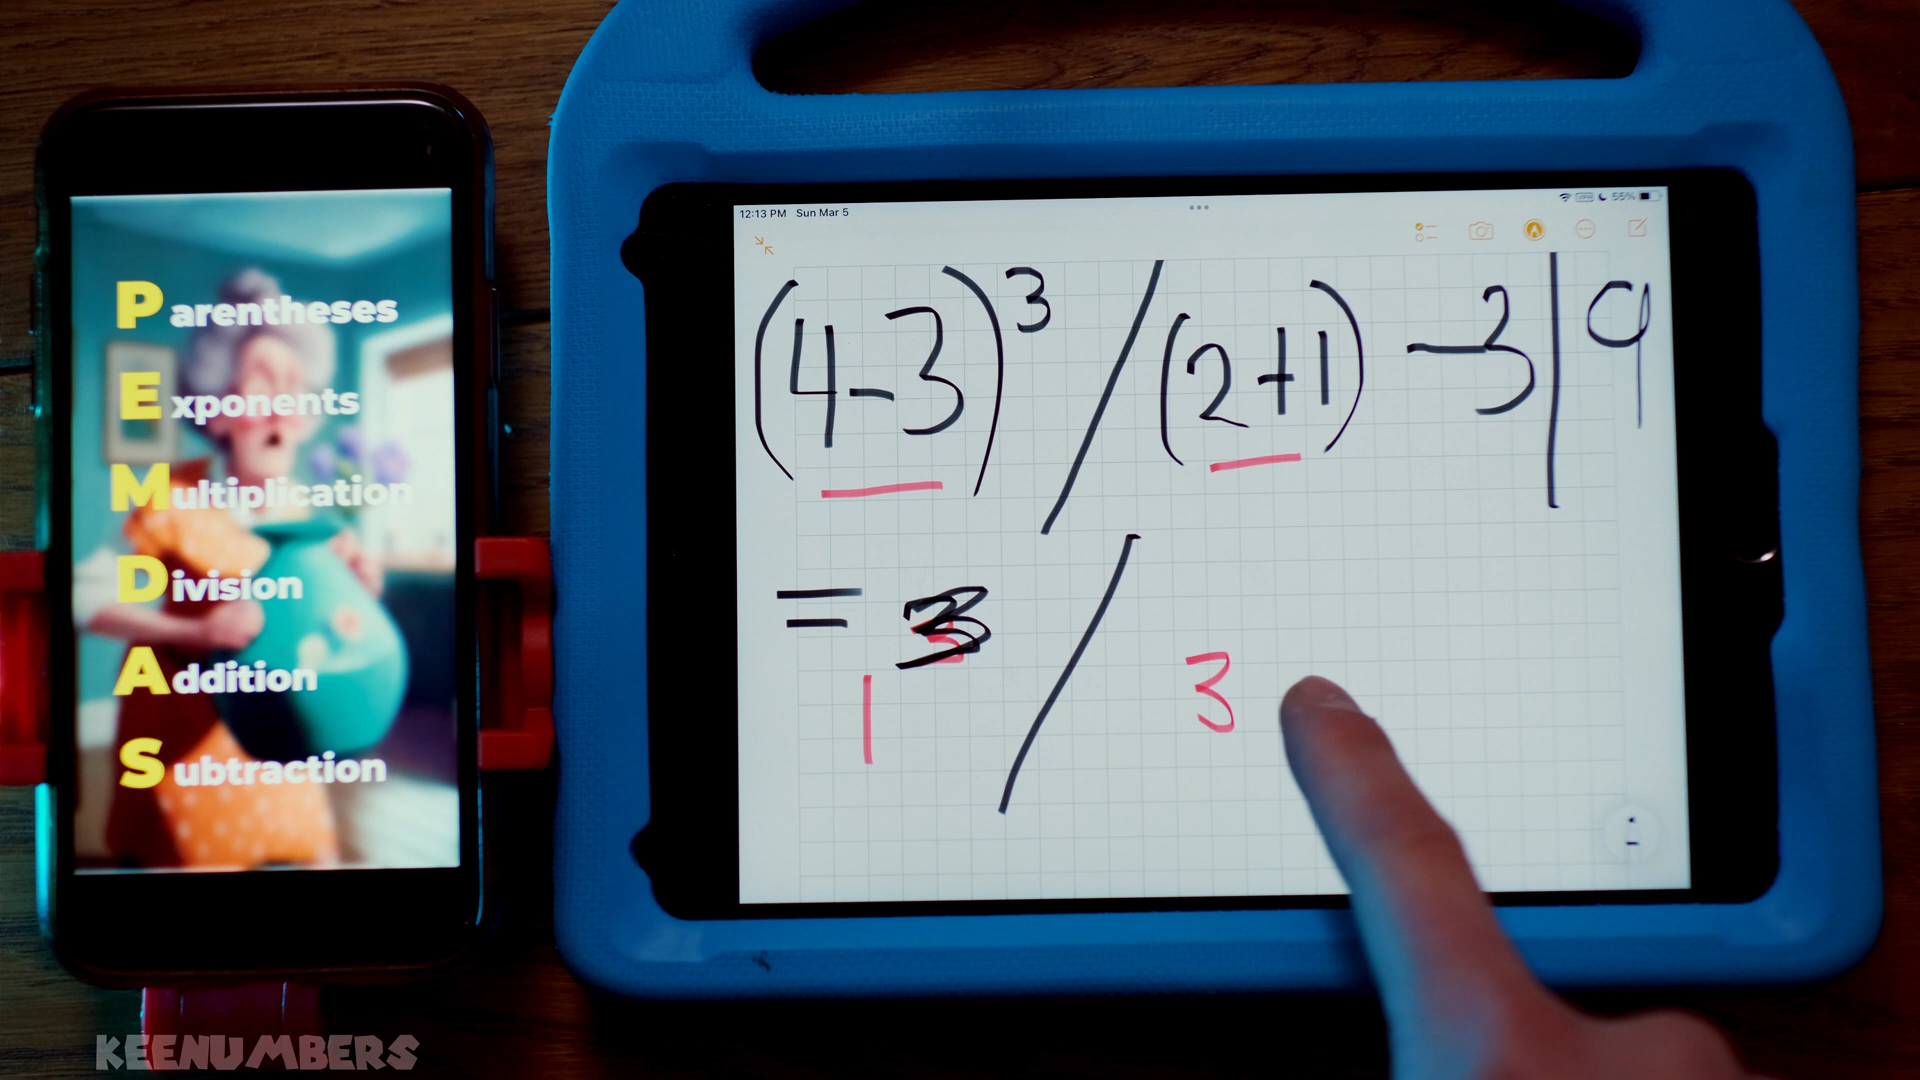 Parentheses
Exponents
Multiplication
Division
Addition
Subtraction
12:13 PM Sun Mar 5
55%
(4-3)³ / (2+1) -3 | 9
= / 
1 3
KEENUMBERS